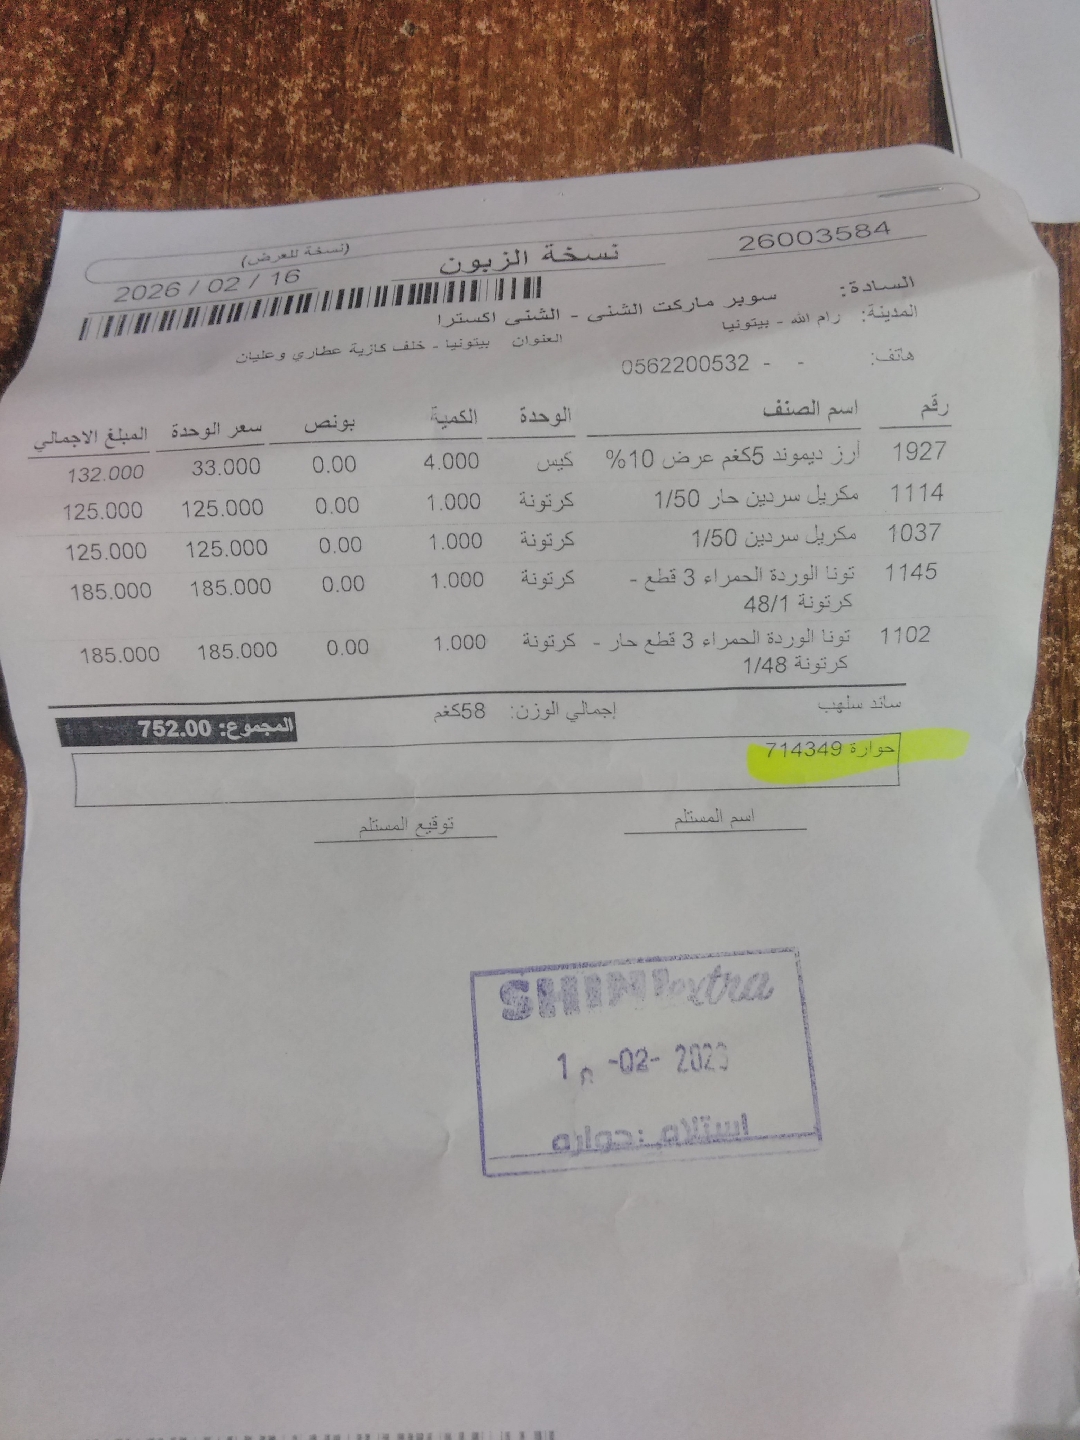 (نسخة للعرض)
26003584
نسخة الزبون
2026 / 02 / 16
السادة: سوبر ماركت الشني - الشني اكسترا
المدينة: رام الله - بيتونيا العنوان بيتونيا - خلف كازية عطاري وعليان
هاتف: - - 0562200532
رقم اسم الصنف الوحدة الكمية بونص سعر الوحدة المبلغ الاجمالي
1927 أرز ديموند 5كغم عرض 10% كيس 4.000 0.00 33.000 132.000
1114 مكريل سردين حار 1/50 كرتونة 1.000 0.00 125.000 125.000
1037 مكريل سردين 1/50 كرتونة 1.000 0.00 125.000 125.000
1145 تونا الوردة الحمراء 3 قطع - كرتونة 1.000 0.00 185.000 185.000
كرتونة 48/1
1102 تونا الوردة الحمراء 3 قطع حار - كرتونة 1.000 0.00 185.000 185.000
كرتونة 1/48
سائد سلهب إجمالي الوزن: 58كغم المجموع: 752.00
حوارة 714349
اسم المستلم توقيع المستلم
SHINI extra
-02-
استلام: حواره